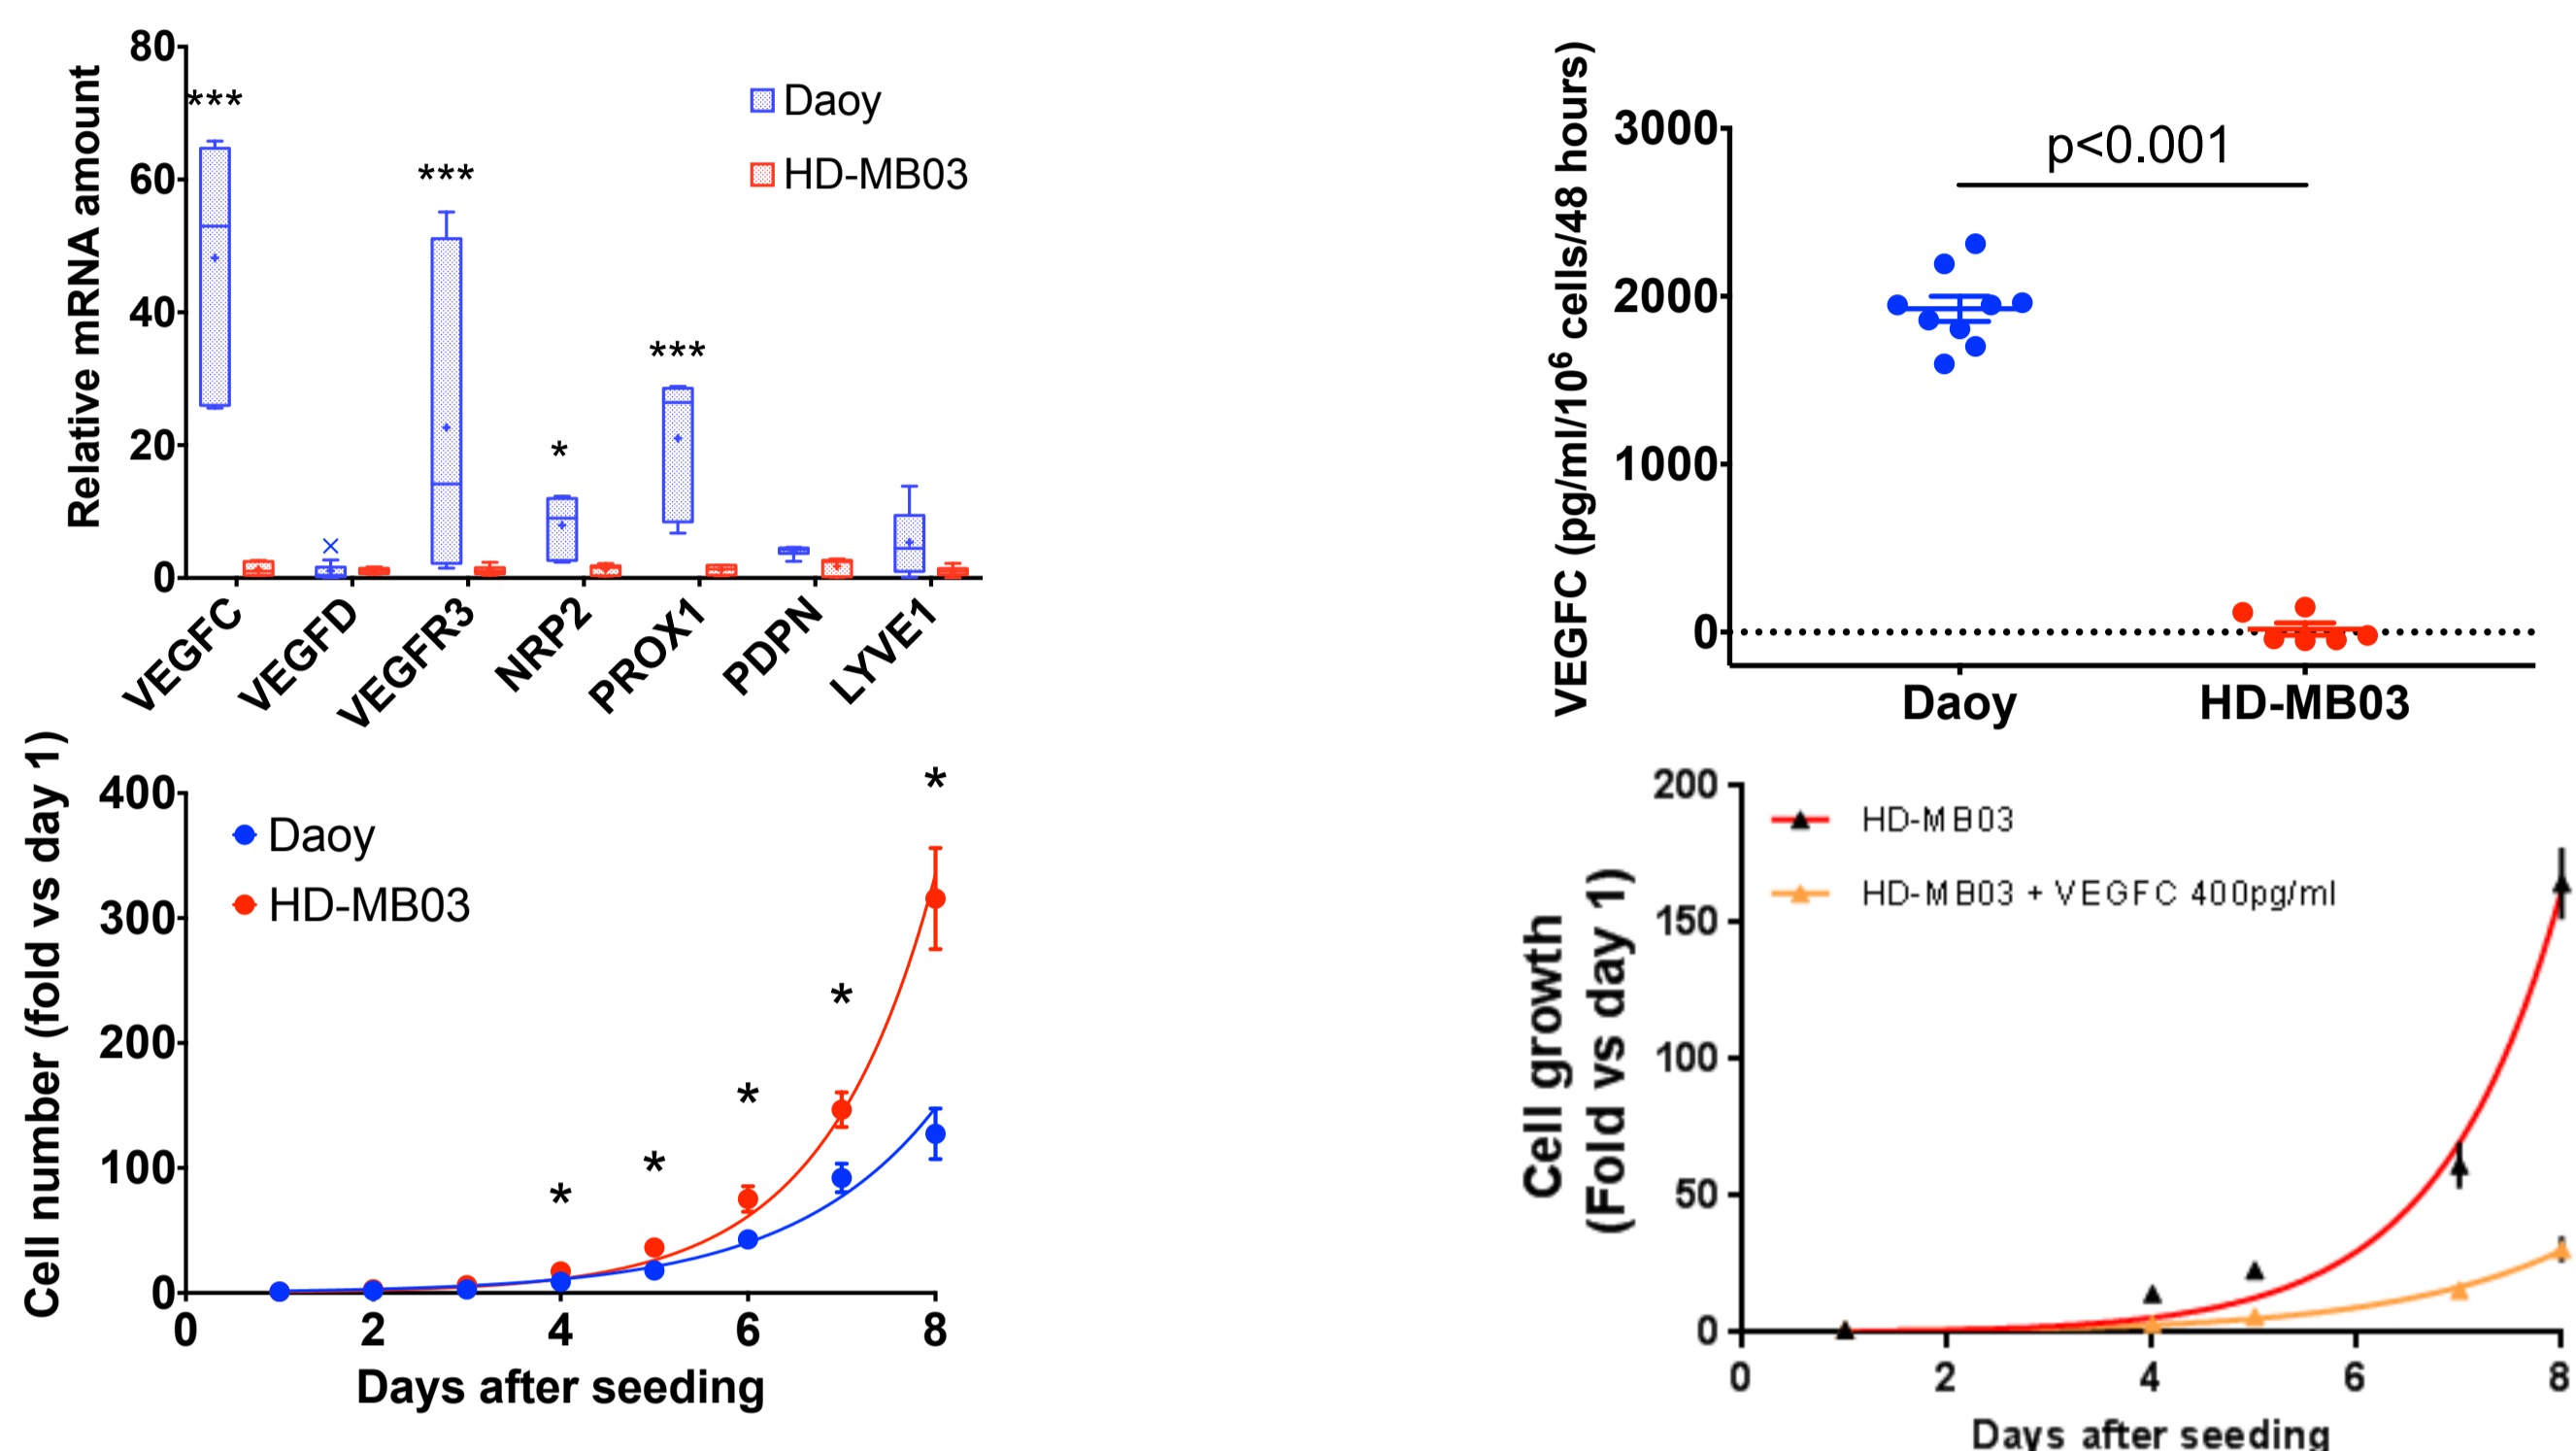 Relative mRNA amount
80
60
40
20
0
***
***
*
***
Daoy
HD-MB03
VEGFC
VEGFD
VEGFR3
NRP2
PROX1
PDPN
LYVE1
VEGFC (pg/ml/10⁶ cells/48 hours)
3000
2000
1000
0
p<0.001
Daoy
HD-MB03
Cell number (fold vs day 1)
400
300
200
100
0
Daoy
HD-MB03
*
*
*
*
*
0 2 4 6 8
Days after seeding
Cell growth
(Fold vs day 1)
200
150
100
50
0
HD-MB03
HD-MB03 + VEGFC 400pg/ml
0 2 4 6 8
Days after seeding